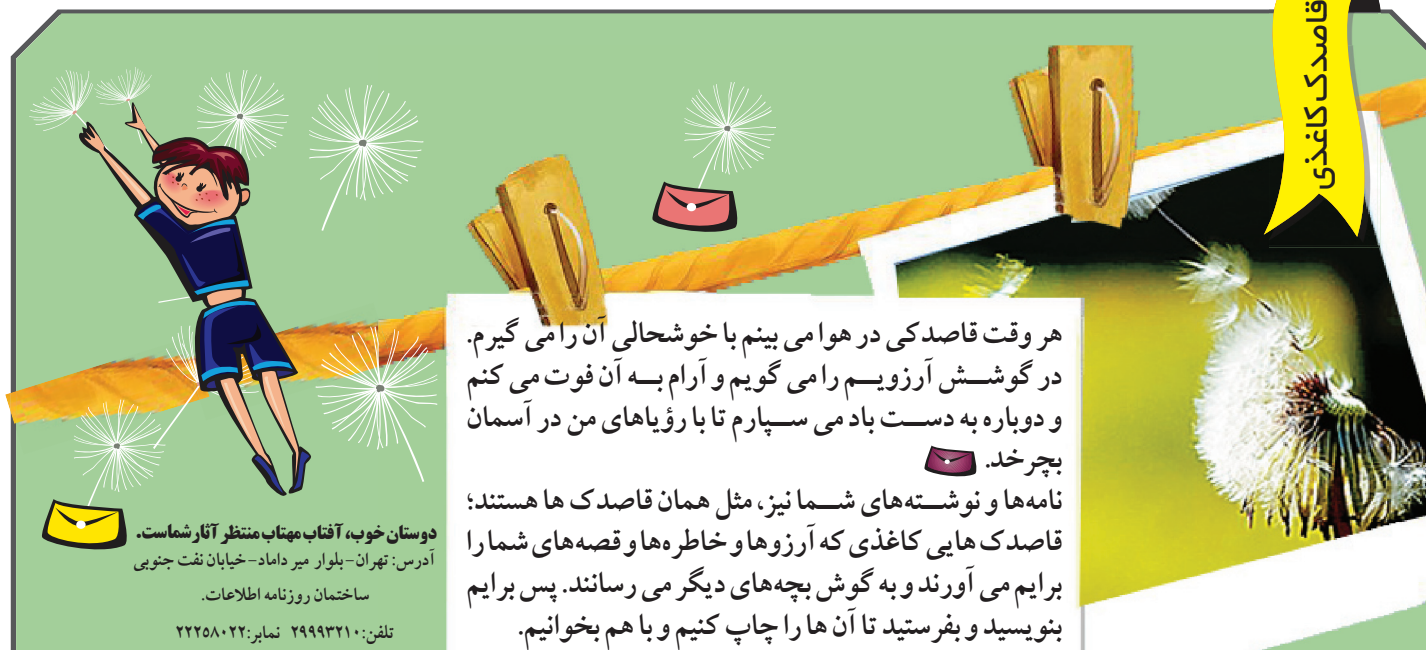 قاصدک کاغذی
هر وقت قاصدکی در هوا می بینم با خوشحالی آن را می گیرم.
در گوشش آرزویم را می گویم و آرام به آن فوت می کنم
و دوباره به دست باد می سپارم تا با رؤیاهای من در آسمان
بچرخد.
نامه‌ها و نوشته‌های شما نیز، مثل همان قاصدک ها هستند؛
قاصدک هایی کاغذی که آرزوها و خاطره‌ها و قصه‌های شما را
برایم می آورند و به گوش بچه‌های دیگر می رسانند. پس برایم
بنویسید و بفرستید تا آن ها را چاپ کنیم و با هم بخوانیم.
دوستان خوب، آفتاب مهتاب منتظر آثار شماست.
آدرس: تهران-بلوار میر داماد-خیابان نفت جنوبی
ساختمان روزنامه اطلاعات.
تلفن: ۲۹۹۹۳۲۱۰ نمابر: ۲۲۲۵۸۰۲۲